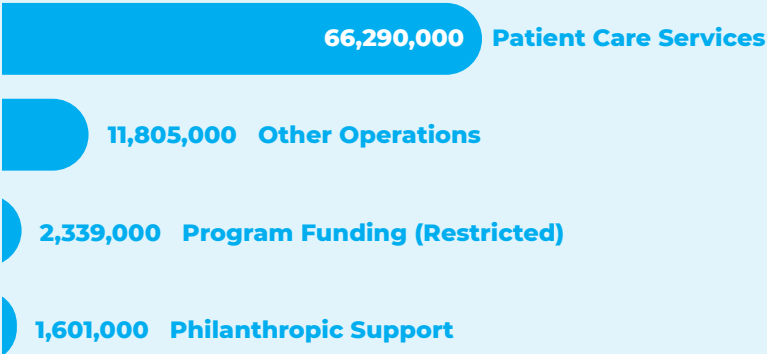 66,290,000 Patient Care Services
11,805,000 Other Operations
2,339,000 Program Funding (Restricted)
1,601,000 Philanthropic Support